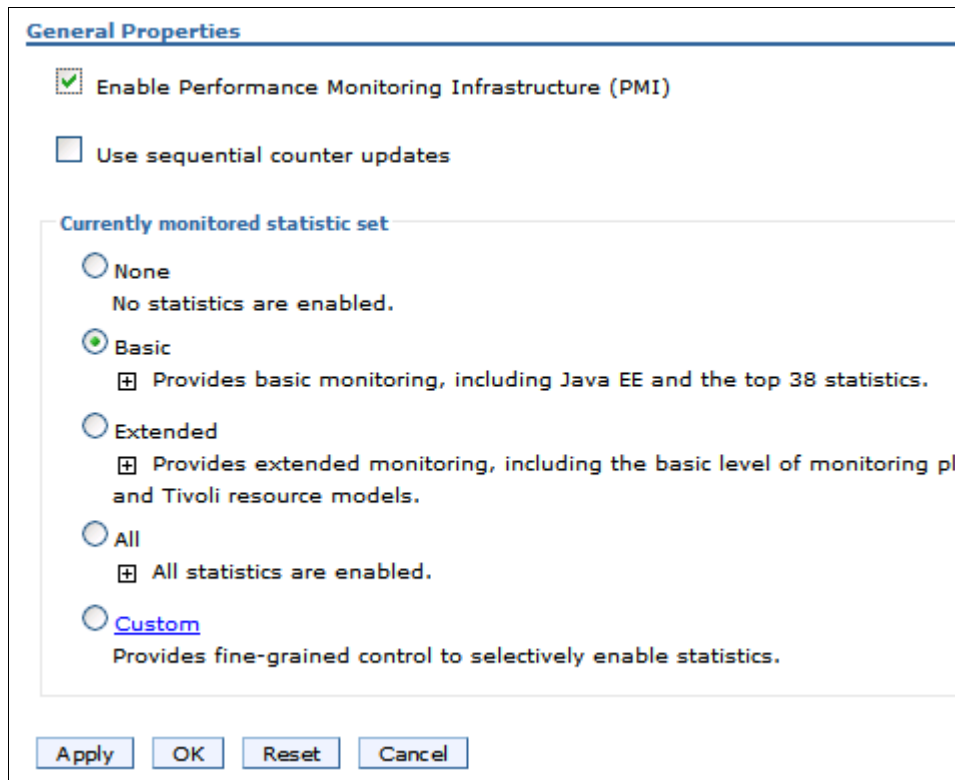 General Properties
Enable Performance Monitoring Infrastructure (PMI)
Use sequential counter updates
Currently monitored statistic set
None
No statistics are enabled.
Basic
Provides basic monitoring, including Java EE and the top 38 statistics.
Extended
Provides extended monitoring, including the basic level of monitoring
and Tivoli resource models.
All
All statistics are enabled.
Custom
Provides fine-grained control to selectively enable statistics.
Apply OK Reset Cancel